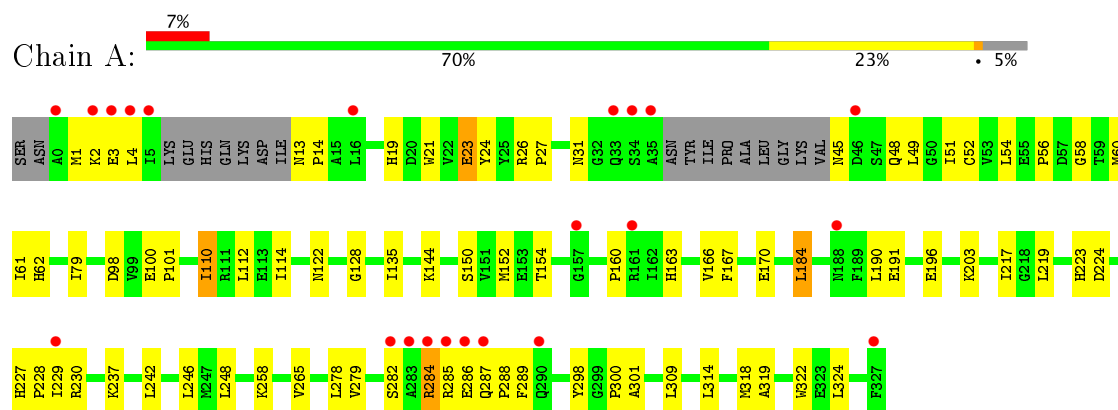 7%
Chain A:
70% 23% • 5%
SER ASN A0 M1 K2 E3 L4 I5 LYS GLU HIS GLN LYS ASP ILE N13 P14 A15 L16 H19 D20 W21 V22 E23 Y24 Y25 R26 P27 N31 G32 Q33 S34 A35 ASN TYR ILE PRO ALA LEU GLY LYS VAL N45 D46 S47 Q48 L49 G50 I51 C52 V53 L54 E55 P56 D57 G58 T59 M60
I61 H62 I79 D98 V99 E100 P101 I110 R111 L112 E113 I114 N122 G128 I135 K144 S150 V151 M152 E153 T154 G157 P160 R161 I162 H163 V166 F167 E170 L184 N188 F189 L190 E191 E196 K203 I217 G218 L219 H223 D224
H227 P228 I229 R230 K237 L242 L246 M247 L248 K258 V265 L278 V279 S282 A283 R284 R285 E286 Q287 P288 F289 Q290 Y298 G299 P300 A301 L309 L314 M318 A319 W322 E323 L324 F327